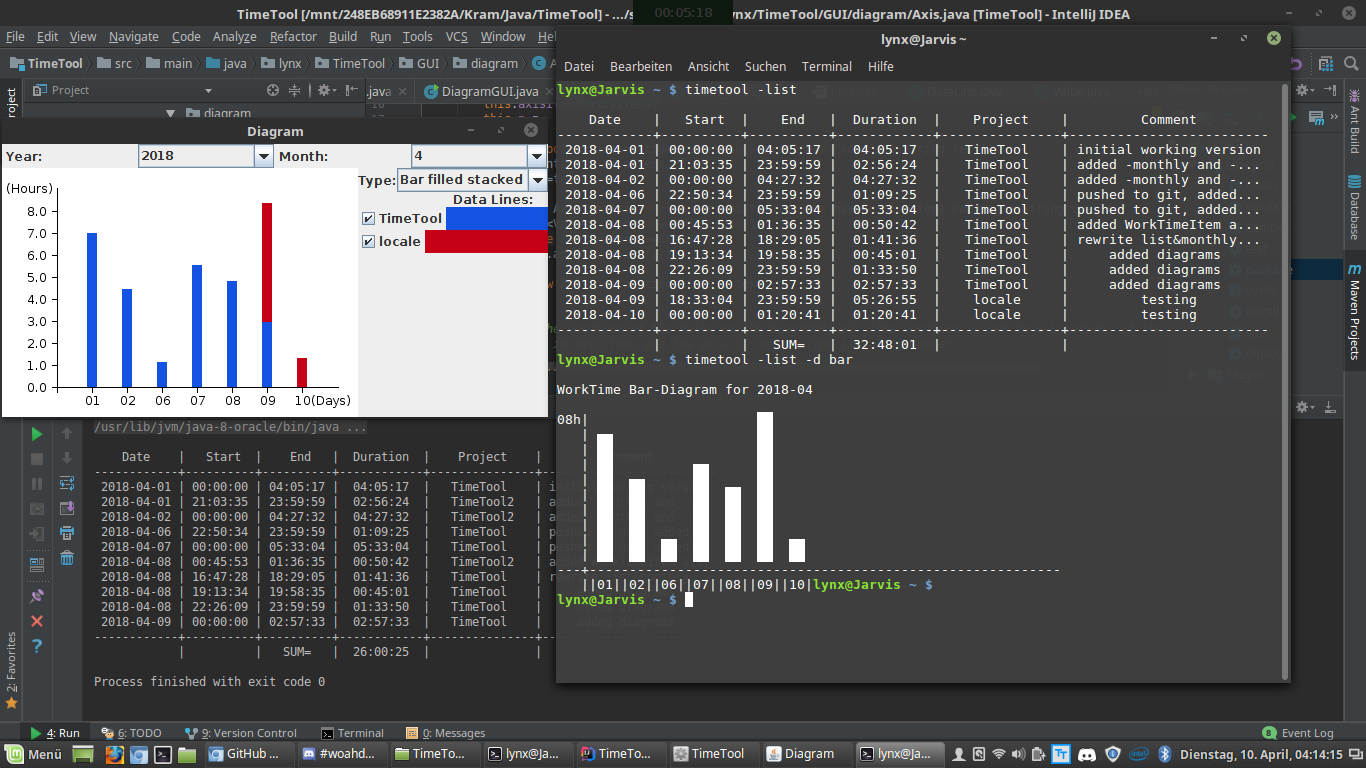 TimeTool [/mnt/248EB68911E2382A/Kram/Java/TimeTool] - .../s
00:05:18
nx/TimeTool/GUI/diagram/Axis.java [TimeTool] - IntelliJ IDEA
File Edit View Navigate Code Analyze Refactor Build Run Tools VCS Window
TimeTool src main java lynx TimeTool GUI diagram
Project
.java DiagramGUI.java
diagram
Diagram
Year: 2018 Month: 4
Type: Bar filled stacked
Data Lines:
TimeTool
locale
(Hours)
8.0
7.0
6.0
5.0
4.0
3.0
2.0
1.0
0.0
01 02 06 07 08 09 10(Days)
lynx@Jarvis ~
Datei Bearbeiten Ansicht Suchen Terminal Hilfe
lynx@Jarvis ~ $ timetool -list
Date | Start | End | Duration | Project | Comment
------------+-----------+-----------+-------------+----------------+---------------------------
2018-04-01 | 00:00:00 | 04:05:17 | 04:05:17 | TimeTool | initial working version
2018-04-01 | 21:03:35 | 23:59:59 | 02:56:24 | TimeTool | added -monthly and -...
2018-04-02 | 00:00:00 | 04:27:32 | 04:27:32 | TimeTool | added -monthly and -...
2018-04-06 | 22:50:34 | 23:59:59 | 01:09:25 | TimeTool | pushed to git, added...
2018-04-07 | 00:00:00 | 05:33:04 | 05:33:04 | TimeTool | pushed to git, added...
2018-04-08 | 00:45:53 | 01:36:35 | 00:50:42 | TimeTool | added WorkTimeItem a...
2018-04-08 | 16:47:28 | 18:29:05 | 01:41:36 | TimeTool | rewrite list&monthly...
2018-04-08 | 19:13:34 | 19:58:35 | 00:45:01 | TimeTool | added diagrams
2018-04-08 | 22:26:09 | 23:59:59 | 01:33:50 | TimeTool | added diagrams
2018-04-09 | 00:00:00 | 02:57:33 | 02:57:33 | TimeTool | added diagrams
2018-04-09 | 18:33:04 | 23:59:59 | 05:26:55 | locale | testing
2018-04-10 | 00:00:00 | 01:20:41 | 01:20:41 | locale | testing
------------+-----------+-----------+-------------+----------------+---------------------------
| | SUM= | 32:48:01 | |
lynx@Jarvis ~ $ timetool -list -d bar
WorkTime Bar-Diagram for 2018-04
08h|
||01||02||06||07||08||09||10|lynx@Jarvis ~ $
lynx@Jarvis ~ $
/usr/lib/jvm/java-8-oracle/bin/java ...
Date | Start | End | Duration | Project |
2018-04-01 | 00:00:00 | 04:05:17 | 04:05:17 | TimeTool |
2018-04-01 | 21:03:35 | 23:59:59 | 02:56:24 | TimeTool2 |
2018-04-02 | 00:00:00 | 04:27:32 | 04:27:32 | TimeTool2 |
2018-04-06 | 22:50:34 | 23:59:59 | 01:09:25 | TimeTool |
2018-04-07 | 00:00:00 | 05:33:04 | 05:33:04 | TimeTool |
2018-04-08 | 00:45:53 | 01:36:35 | 00:50:42 | TimeTool2 |
2018-04-08 | 16:47:28 | 18:29:05 | 01:41:36 | TimeTool |
2018-04-08 | 19:13:34 | 19:58:35 | 00:45:01 | TimeTool |
2018-04-08 | 22:26:09 | 23:59:59 | 01:33:50 | TimeTool |
2018-04-09 | 00:00:00 | 02:57:33 | 02:57:33 | TimeTool |
added diagrams
| | SUM= | 26:00:25 | |
Process finished with exit code 0
Project
2: Favorites
Ant Build
Database
Maven Projects
4: Run 6: TODO 9: Version Control Terminal 0: Messages
8 Event Log
Menü GitHub ... #woahd... TimeTo... lynx@Ja... TimeTo... TimeTool Diagram lynx@Ja... Dienstag, 10. April, 04:14:15